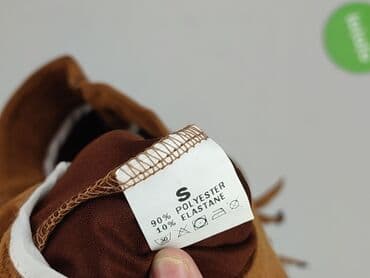 S
90% POLYESTER
10% ELASTANE